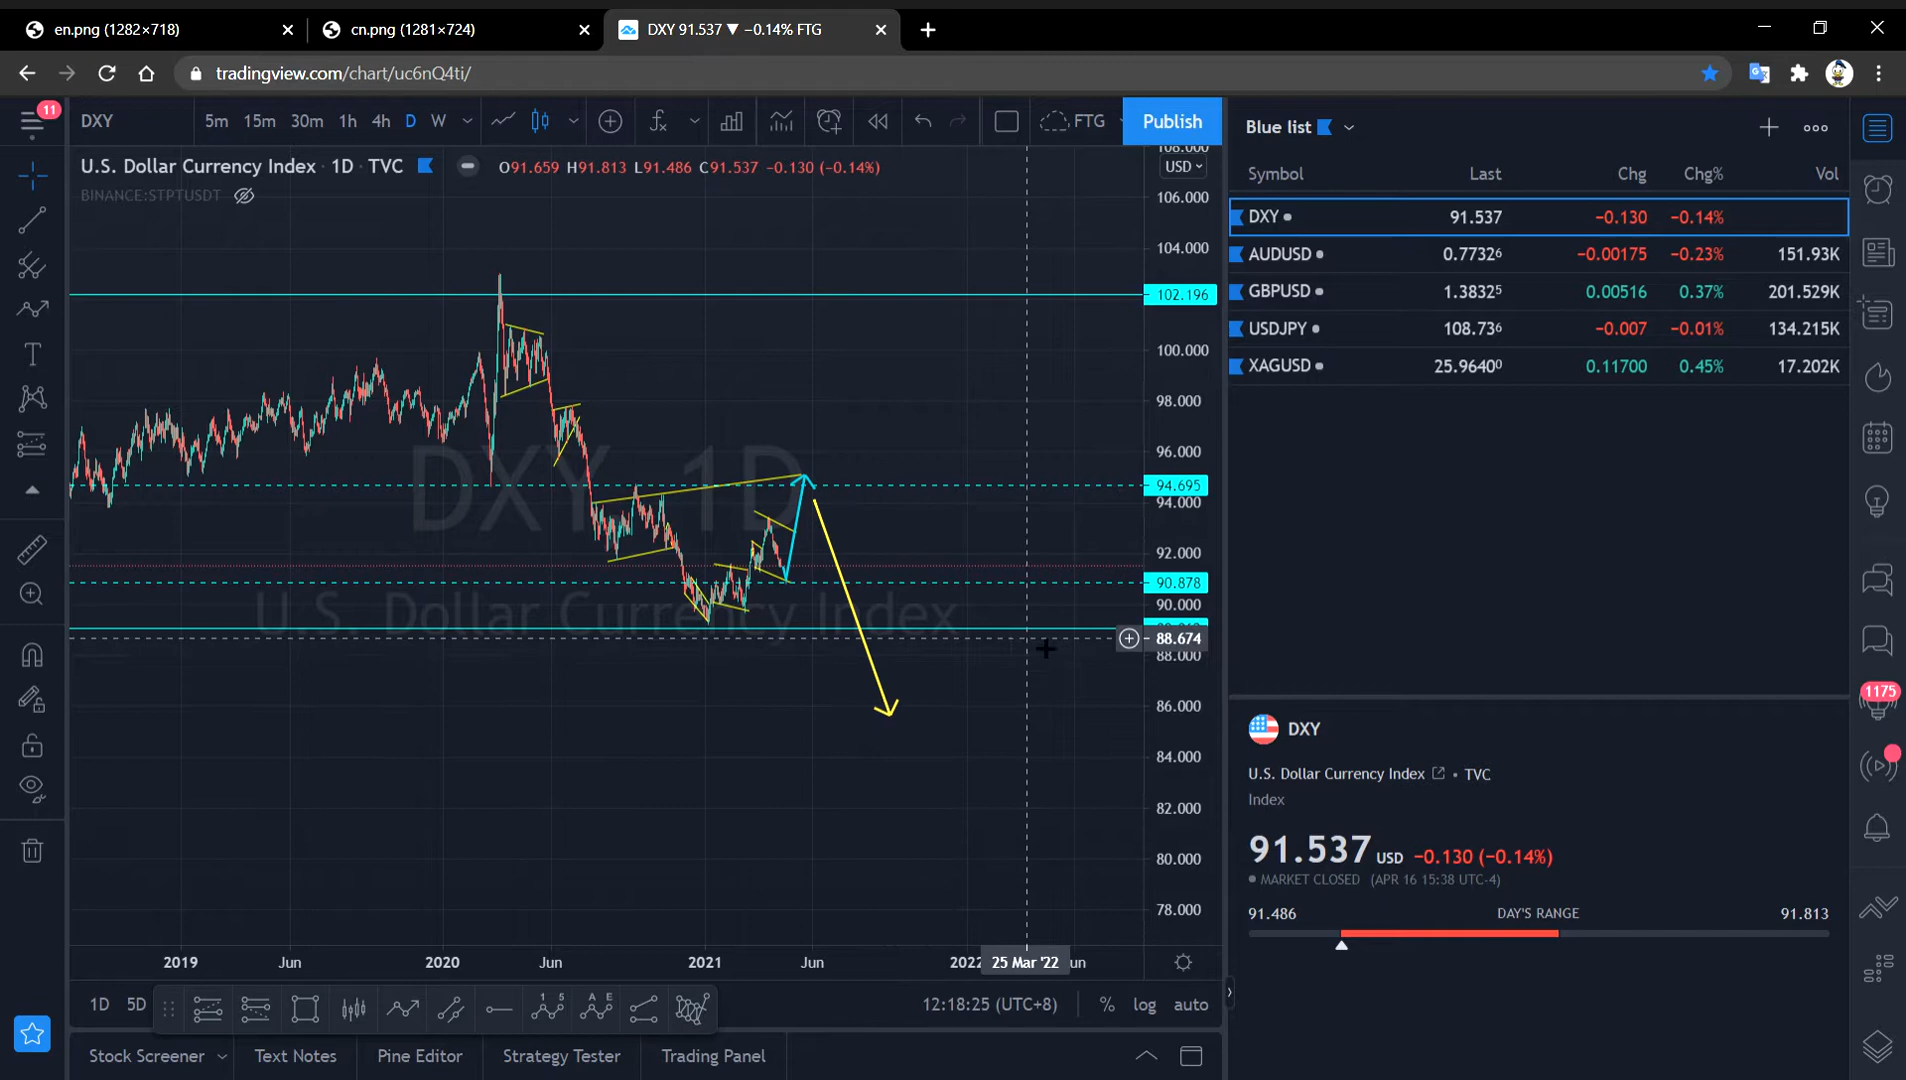 en.png (1282×718)
cn.png (1281×724)
DXY 91.537 ▼ −0.14% FTG
tradingview.com/chart/uc6nQ4ti/
11
DXY
5m 15m 30m 1h 4h D W
FTG
Publish
U.S. Dollar Currency Index · 1D · TVC
O91.659 H91.813 L91.486 C91.537 −0.130 (−0.14%)
BINANCE:STPTUSDT
USD
108.000
106.000
104.000
102.196
100.000
98.000
96.000
94.695
94.000
92.000
90.878
90.000
88.674
88.000
86.000
84.000
82.000
80.000
78.000
DXY 1D
U.S. Dollar Currency Index
2019 Jun 2020 Jun 2021 Jun 2022 25 Mar '22 un
1D 5D
1 5
A E
12:18:25 (UTC+8)
% log auto
Stock Screener Text Notes Pine Editor Strategy Tester Trading Panel
Blue list
Symbol Last Chg Chg% Vol
DXY 91.537 −0.130 −0.14%
AUDUSD 0.77326 −0.00175 −0.23% 151.93K
GBPUSD 1.38325 0.00516 0.37% 201.529K
USDJPY 108.736 −0.007 −0.01% 134.215K
XAGUSD 25.96400 0.11700 0.45% 17.202K
1175
DXY
U.S. Dollar Currency Index • TVC
Index
91.537 USD −0.130 (−0.14%)
MARKET CLOSED (APR 16 15:38 UTC-4)
91.486 DAY'S RANGE 91.813